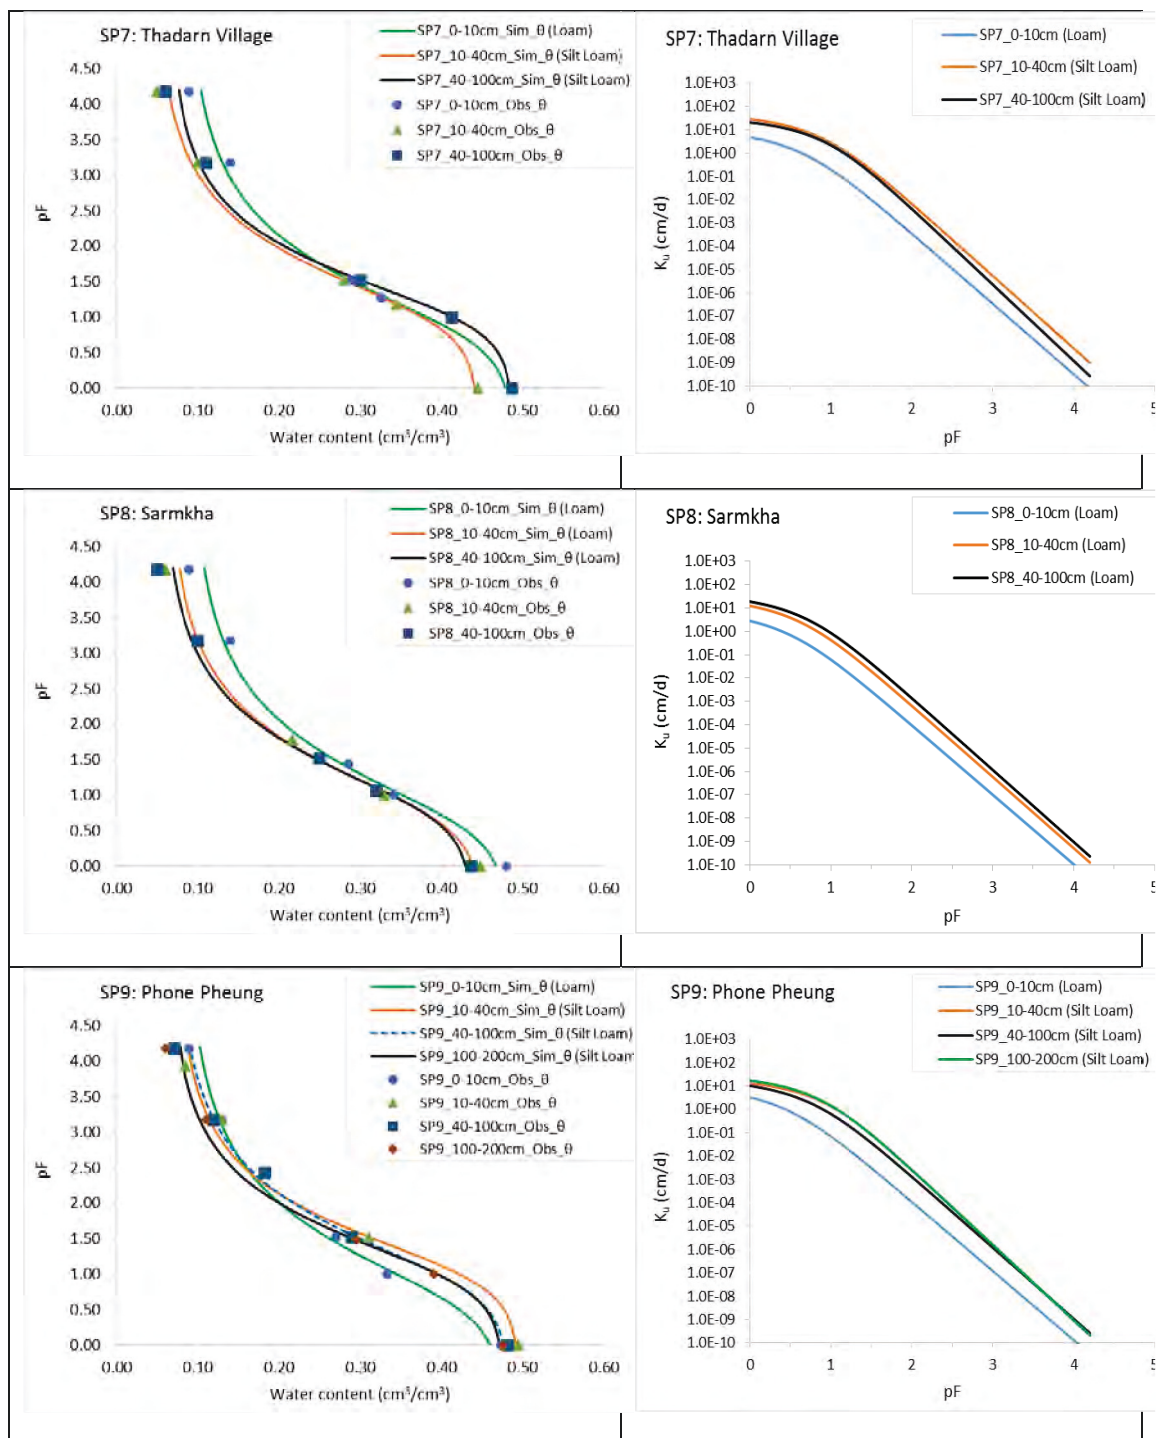 SP7: Thadarn Village
SP7_0-10cm_Sim_θ (Loam)
SP7_10-40cm_Sim_θ (Silt Loam)
SP7_40-100cm_Sim_θ (Silt Loam)
SP7_0-10cm_Obs_θ
SP7_10-40cm_Obs_θ
SP7_40-100cm_Obs_θ
4.50
4.00
3.50
3.00
2.50
2.00
1.50
1.00
0.50
0.00
pF
0.00 0.10 0.20 0.30 0.40 0.50 0.60
Water content (cm³/cm³)
SP7: Thadarn Village
SP7_0-10cm (Loam)
SP7_10-40cm (Silt Loam)
SP7_40-100cm (Silt Loam)
1.0E+03
1.0E+02
1.0E+01
1.0E+00
1.0E-01
1.0E-02
1.0E-03
1.0E-04
1.0E-05
1.0E-06
1.0E-07
1.0E-08
1.0E-09
1.0E-10
Ku (cm/d)
0 1 2 3 4 5
pF
SP8: Sarmkha
SP8_0-10cm_Sim_θ (Loam)
SP8_10-40cm_Sim_θ (Loam)
SP8_40-100cm_Sim_θ (Loam)
SP8_0-10cm_Obs_θ
SP8_10-40cm_Obs_θ
SP8_40-100cm_Obs_θ
4.50
4.00
3.50
3.00
2.50
2.00
1.50
1.00
0.50
0.00
pF
0.00 0.10 0.20 0.30 0.40 0.50 0.60
Water content (cm³/cm³)
SP8: Sarmkha
SP8_0-10cm (Loam)
SP8_10-40cm (Loam)
SP8_40-100cm (Loam)
1.0E+03
1.0E+02
1.0E+01
1.0E+00
1.0E-01
1.0E-02
1.0E-03
1.0E-04
1.0E-05
1.0E-06
1.0E-07
1.0E-08
1.0E-09
1.0E-10
Ku (cm/d)
0 1 2 3 4 5
pF
SP9: Phone Pheung
SP9_0-10cm_Sim_θ (Loam)
SP9_10-40cm_Sim_θ (Silt Loam)
SP9_40-100cm_Sim_θ (Silt Loam)
SP9_100-200cm_Sim_θ (Silt Loam
SP9_0-10cm_Obs_θ
SP9_10-40cm_Obs_θ
SP9_40-100cm_Obs_θ
SP9_100-200cm_Obs_θ
4.50
4.00
3.50
3.00
2.50
2.00
1.50
1.00
0.50
0.00
pF
0.00 0.10 0.20 0.30 0.40 0.50 0.60
Water content (cm³/cm³)
SP9: Phone Pheung
SP9_0-10cm (Loam)
SP9_10-40cm (Silt Loam)
SP9_40-100cm (Silt Loam)
SP9_100-200cm (Silt Loam)
1.0E+03
1.0E+02
1.0E+01
1.0E+00
1.0E-01
1.0E-02
1.0E-03
1.0E-04
1.0E-05
1.0E-06
1.0E-07
1.0E-08
1.0E-09
1.0E-10
Ku (cm/d)
0 1 2 3 4 5
pF